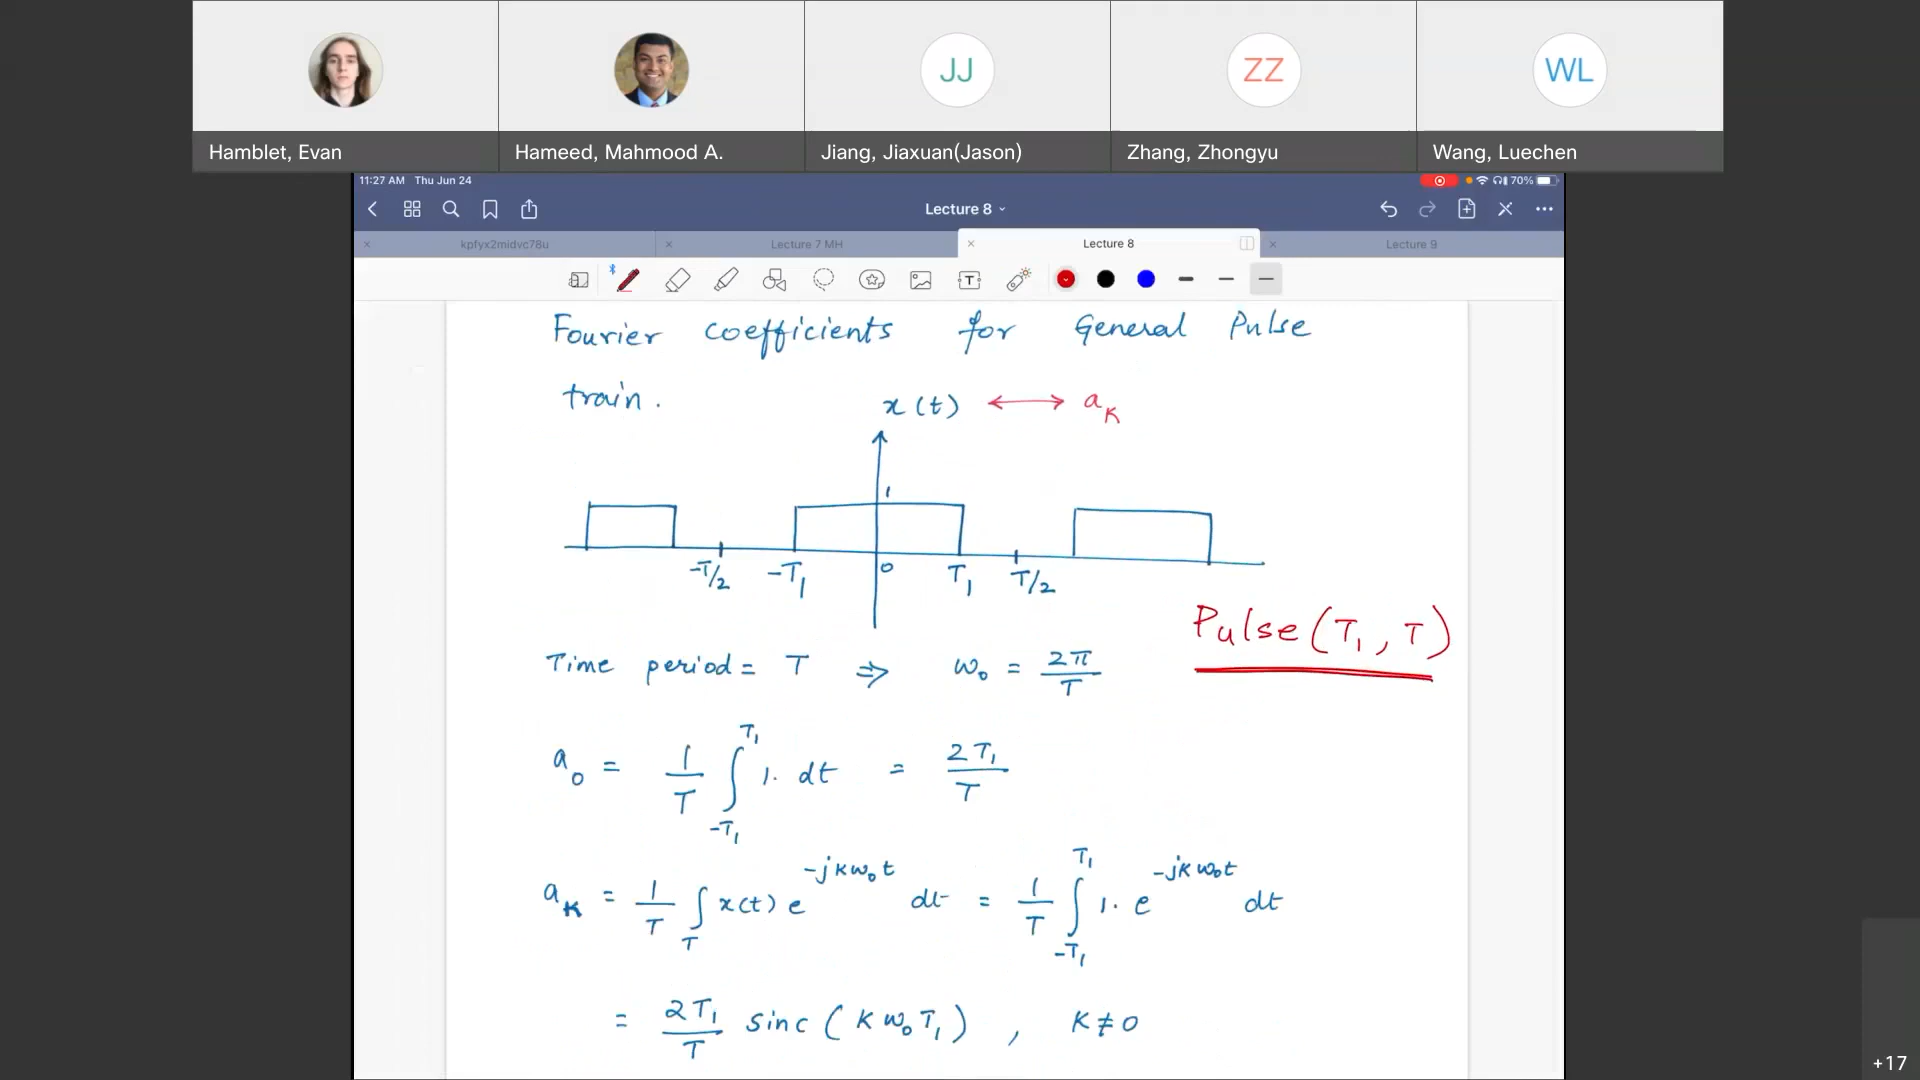 JJ
ZZ
WL
Hamblet, Evan
Hameed, Mahmood A.
Jiang, Jiaxuan(Jason)
Zhang, Zhongyu
Wang, Luechen
11:27 AM Thu Jun 24
70%
Lecture 8
kpfyx2midvc78u
Lecture 7 MH
Lecture 8
Lecture 9
T
Fourier coefficients for General Pulse
train.
x(t) ⟷ a_K
1
-T/2 -T₁ 0 T₁ T/2
Pulse(T₁, T)
Time period = T ⇒ ω₀ = 2π/T
a₀ = 1/T ∫_{-T₁}^{T₁} 1. dt = 2T₁/T
a_K = 1/T ∫_T x(t) e^{-jKω₀t} dt = 1/T ∫_{-T₁}^{T₁} 1. e^{-jKω₀t} dt
= 2T₁/T sinc (Kω₀T₁) , K≠0
+17